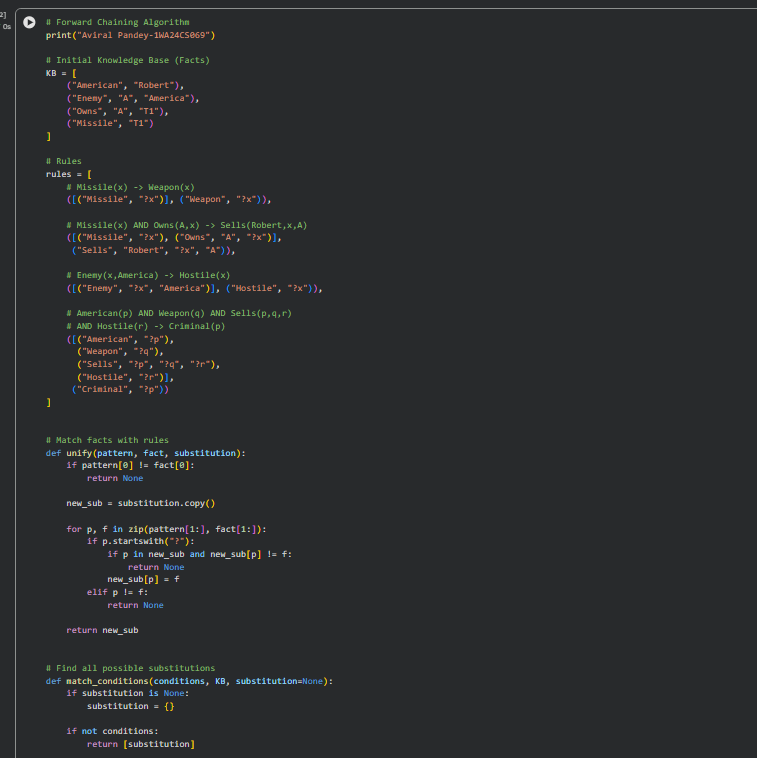 2]
0s
# Forward Chaining Algorithm
print("Aviral Pandey-1WA24CS069")
# Initial Knowledge Base (Facts)
KB = [
    ("American", "Robert"),
    ("Enemy", "A", "America"),
    ("Owns", "A", "T1"),
    ("Missile", "T1")
]
# Rules
rules = [
    # Missile(x) -> Weapon(x)
    ([("Missile", "?x")], ("Weapon", "?x")),
    # Missile(x) AND Owns(A,x) -> Sells(Robert,x,A)
    ([("Missile", "?x"), ("Owns", "A", "?x")],
     ("Sells", "Robert", "?x", "A")),
    # Enemy(x,America) -> Hostile(x)
    ([("Enemy", "?x", "America")], ("Hostile", "?x")),
    # American(p) AND Weapon(q) AND Sells(p,q,r)
    # AND Hostile(r) -> Criminal(p)
    ([("American", "?p"),
      ("Weapon", "?q"),
      ("Sells", "?p", "?q", "?r"),
      ("Hostile", "?r")],
     ("Criminal", "?p"))
]
# Match facts with rules
def unify(pattern, fact, substitution):
    if pattern[0] != fact[0]:
        return None
    new_sub = substitution.copy()
    for p, f in zip(pattern[1:], fact[1:]):
        if p.startswith("?"):
            if p in new_sub and new_sub[p] != f:
                return None
            new_sub[p] = f
        elif p != f:
            return None
    return new_sub
# Find all possible substitutions
def match_conditions(conditions, KB, substitution=None):
    if substitution is None:
        substitution = {}
    if not conditions:
        return [substitution]